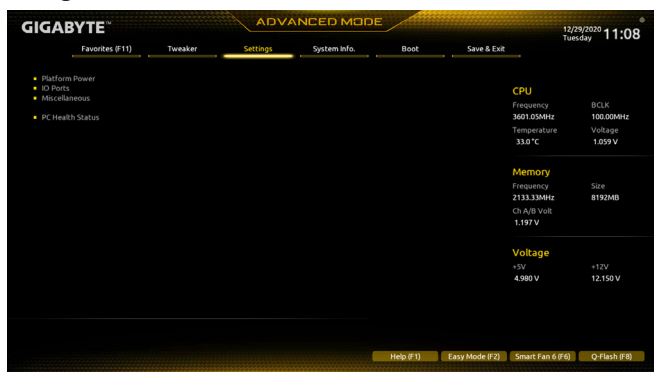 GIGABYTE™
ADVANCED MODE
12/29/2020
Tuesday
11:08
Favorites (F11) Tweaker Settings System Info. Boot Save & Exit
Platform Power
IO Ports
Miscellaneous
PC Health Status
CPU
Frequency BCLK
3601.05MHz 100.00MHz
Temperature Voltage
33.0 °C 1.059 V
Memory
Frequency Size
2133.33MHz 8192MB
Ch A/B Volt
1.197 V
Voltage
+5V +12V
4.980 V 12.150 V
Help (F1) Easy Mode (F2) Smart Fan 6 (F6) Q-Flash (F8)